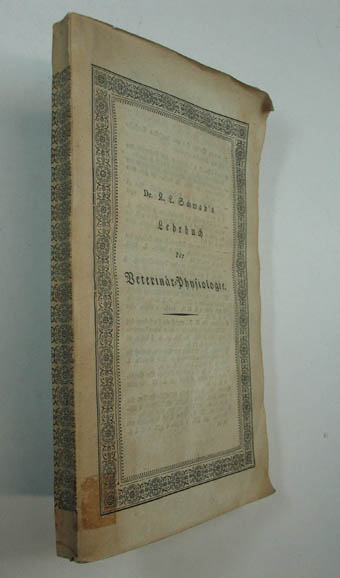 Dr. K. L. Schwab's
Lehrbuch
der
Veterinär-Physiologie.